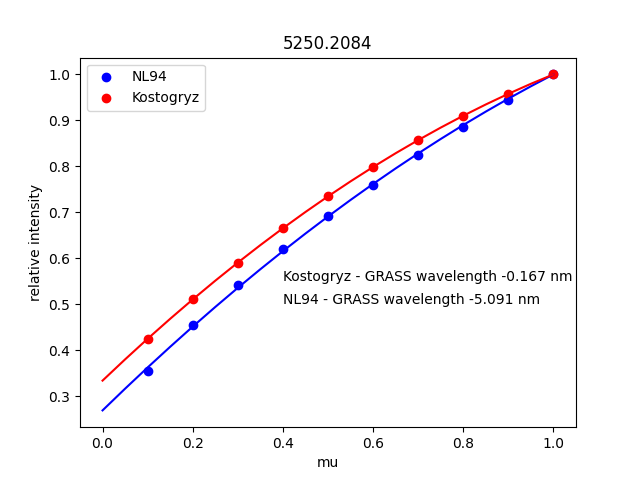 5250.2084
NL94
Kostogryz
relative intensity
1.0
0.9
0.8
0.7
0.6
0.5
0.4
0.3
Kostogryz - GRASS wavelength -0.167 nm
NL94 - GRASS wavelength -5.091 nm
0.0 0.2 0.4 0.6 0.8 1.0
mu